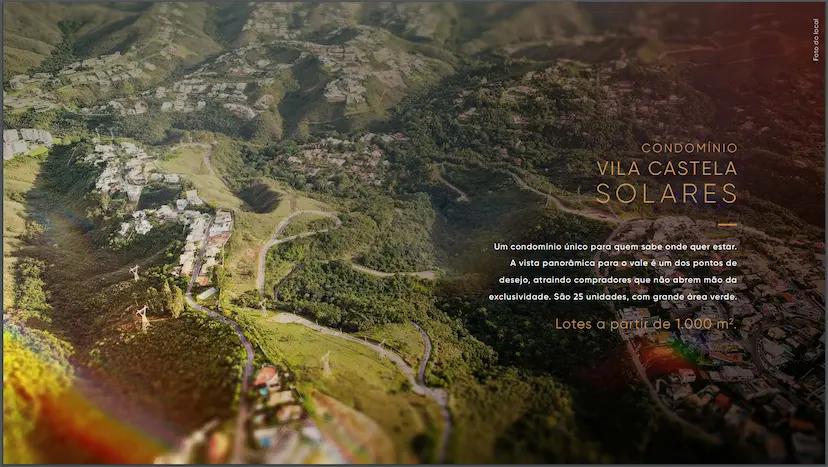 Foto do local
CONDOMÍNIO
VILA CASTELA
SOLARES
Um condomínio único para quem sabe onde quer estar.
A vista panorâmica para o vale é um dos pontos de
desejo, atraindo compradores que não abrem mão da
exclusividade. São 25 unidades, com grande área verde.
Lotes a partir de 1.000 m².